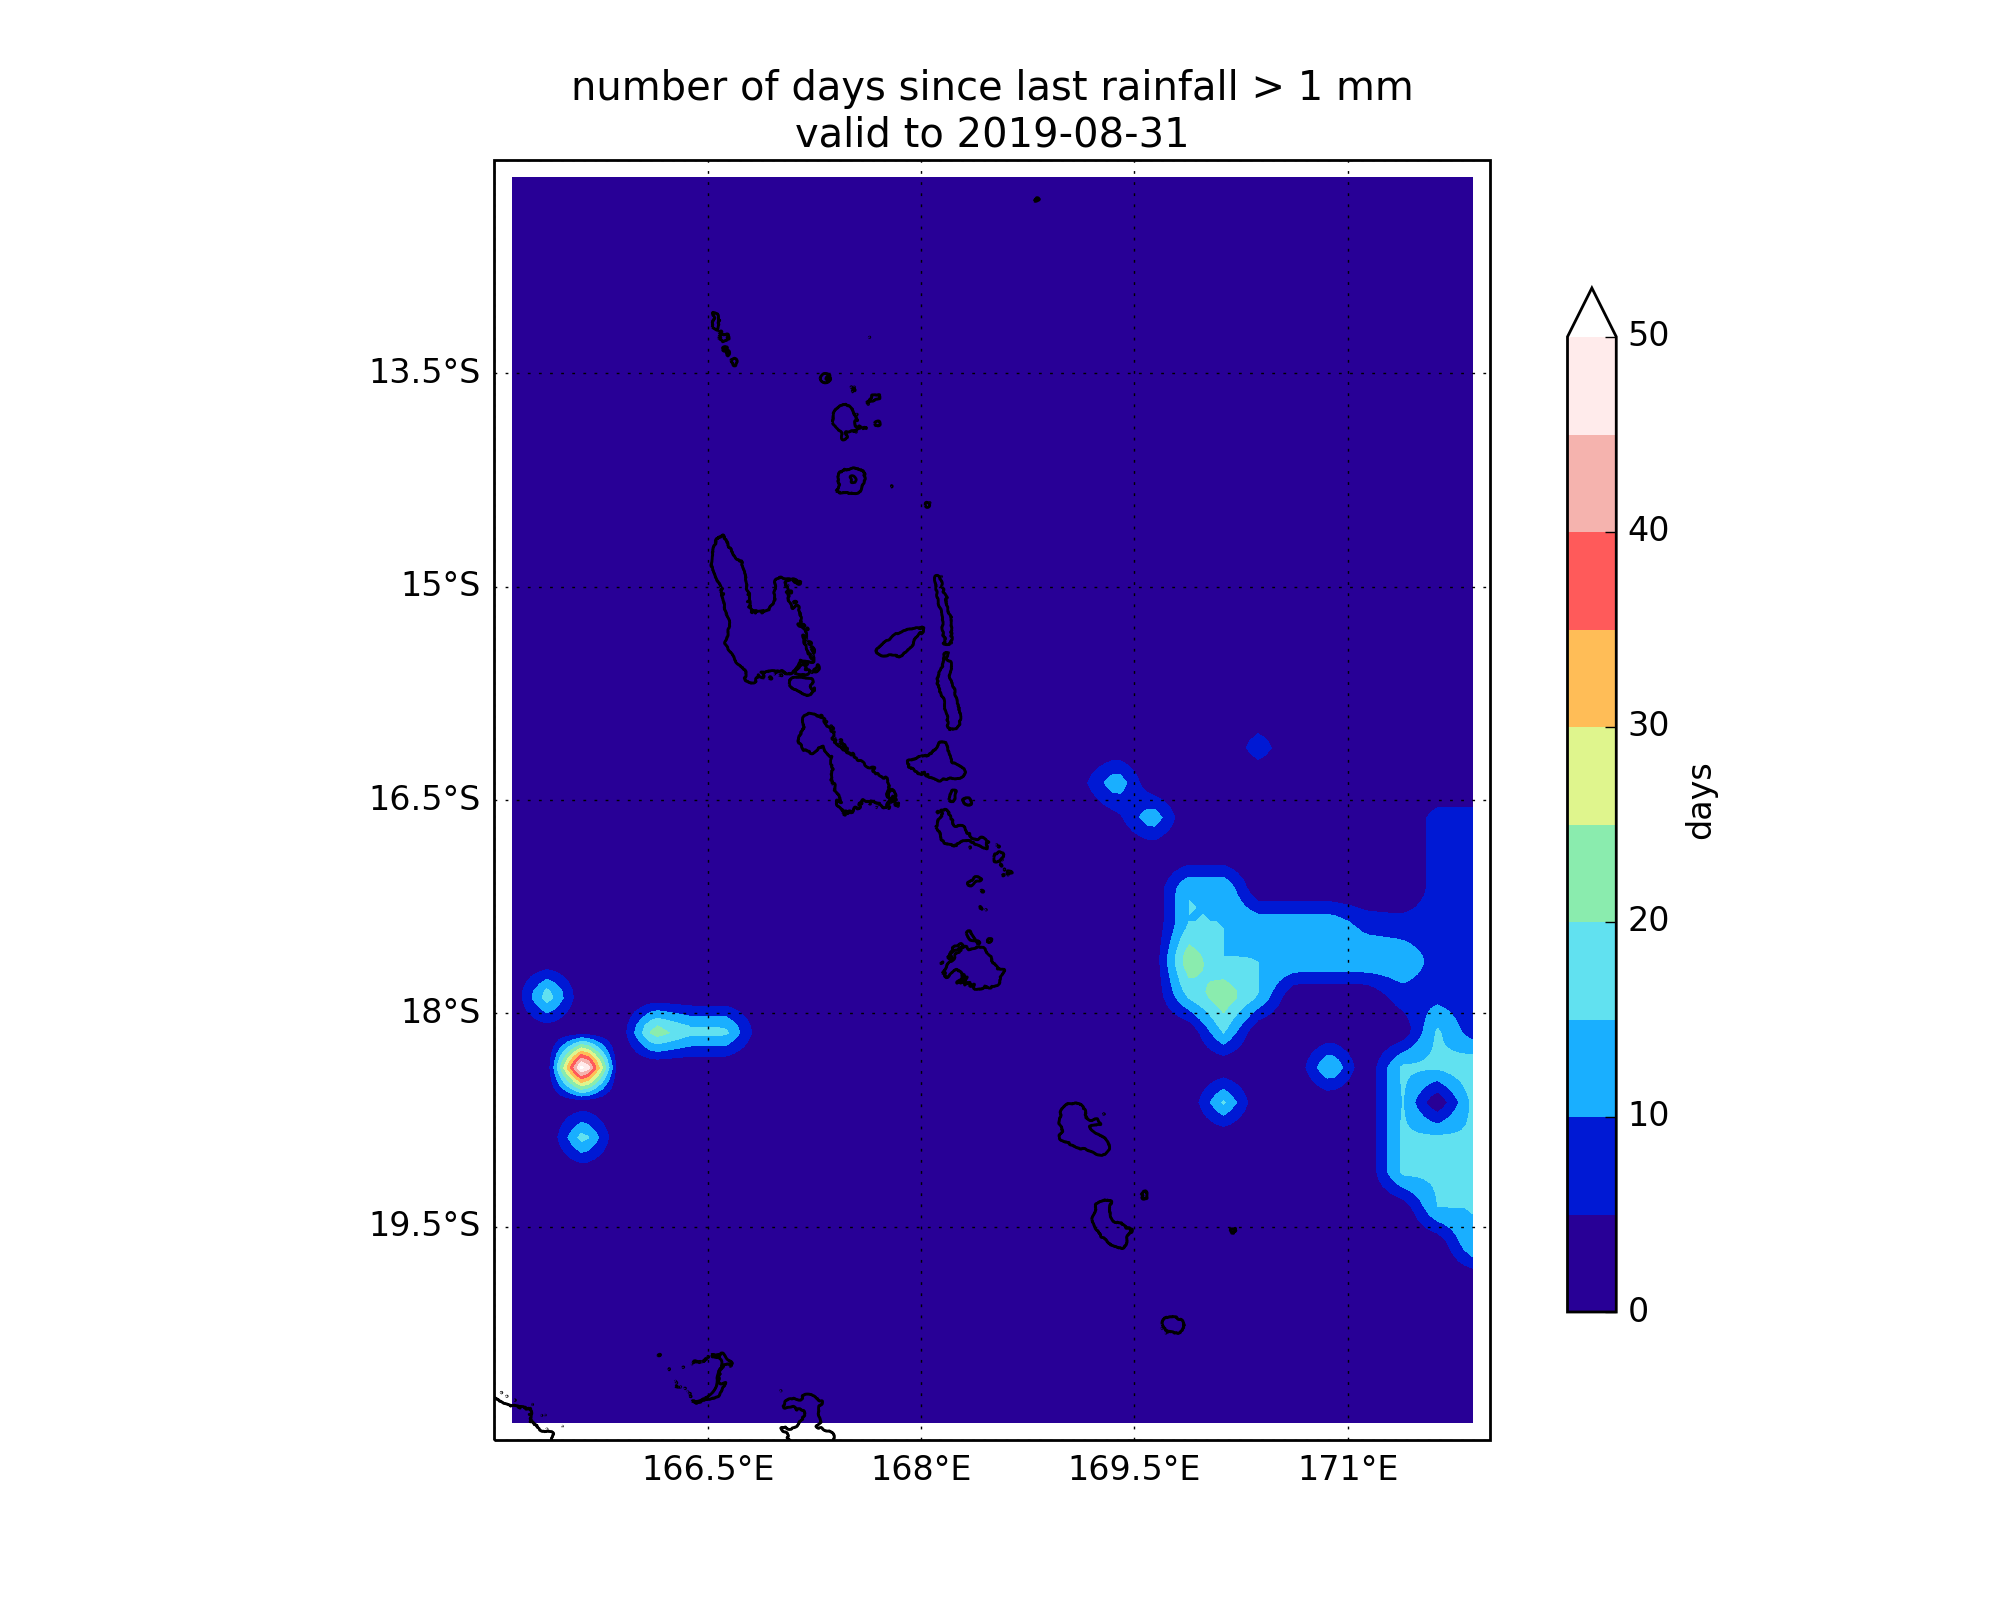 number of days since last rainfall > 1 mm
valid to 2019-08-31
13.5°S
15°S
16.5°S
18°S
19.5°S
166.5°E
168°E
169.5°E
171°E
50
40
30
20
10
0
days